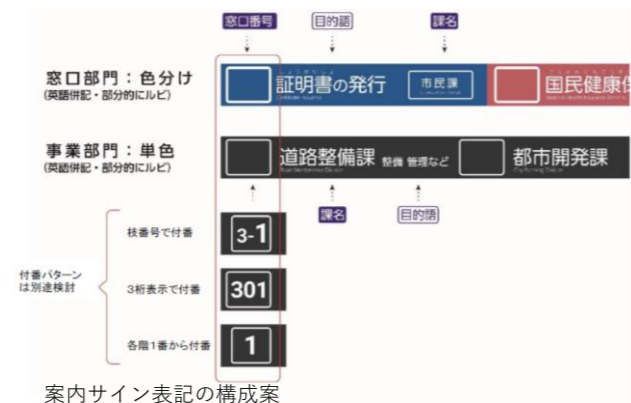 窓口番号 目的語 課名
窓口部門：色分け
(英語併記・部分的にルビ)
証明書の発行 市民課 国民健康保
事業部門：単色
(英語併記・部分的にルビ)
道路整備課 整備 管理など 都市開発課
課名 目的語
枝番号で付番 3-1
付番パターン
は別途検討
3桁表示で付番 301
各階1番から付番 1
案内サイン表記の構成案